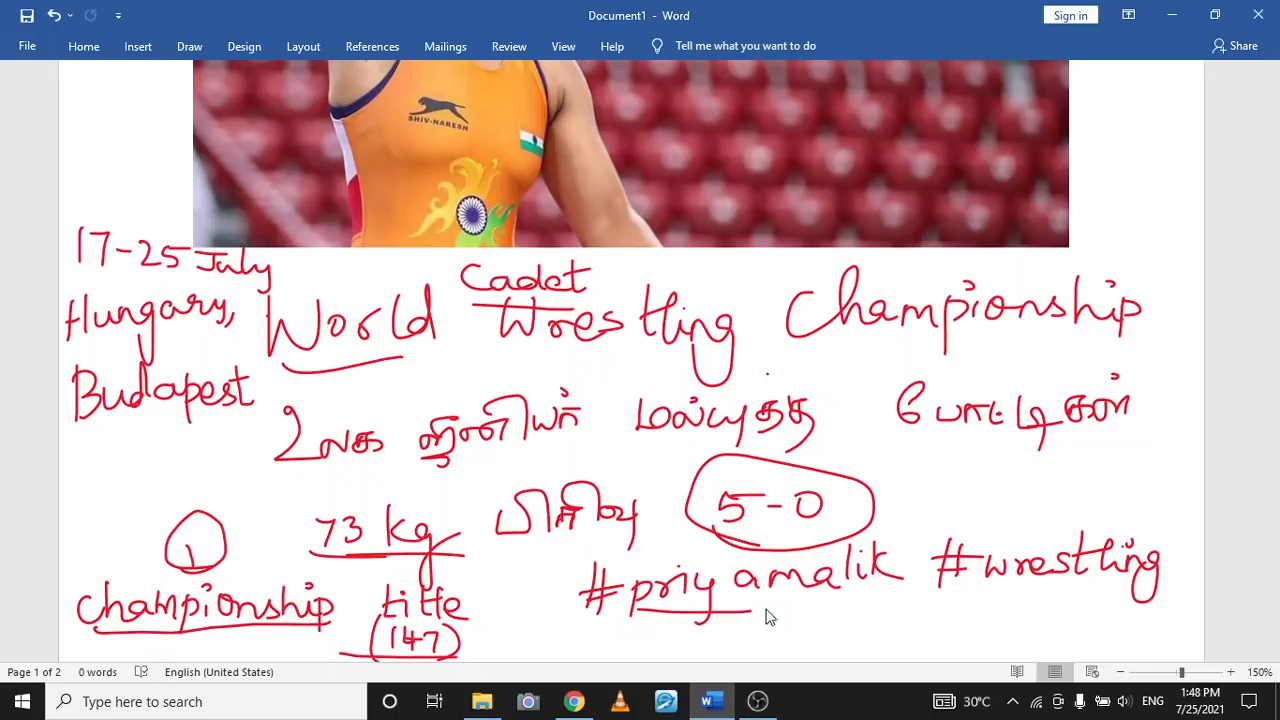 Document1 - Word
Sign in
File Home Insert Draw Design Layout References Mailings Review View Help Tell me what you want to do Share
SHIV-NARESH
17-25 July
Hungary,
Budapest
Cadet
World Wrestling Championship
உலக ஜூனியர் மல்யுத்த போட்டிகள்
73 kg பிரிவு 5-0
1
Championship title
(147)
#priyamalik #wrestling
Page 1 of 2 0 words English (United States) 150%
Type here to search
30°C ENG
1:48 PM
7/25/2021